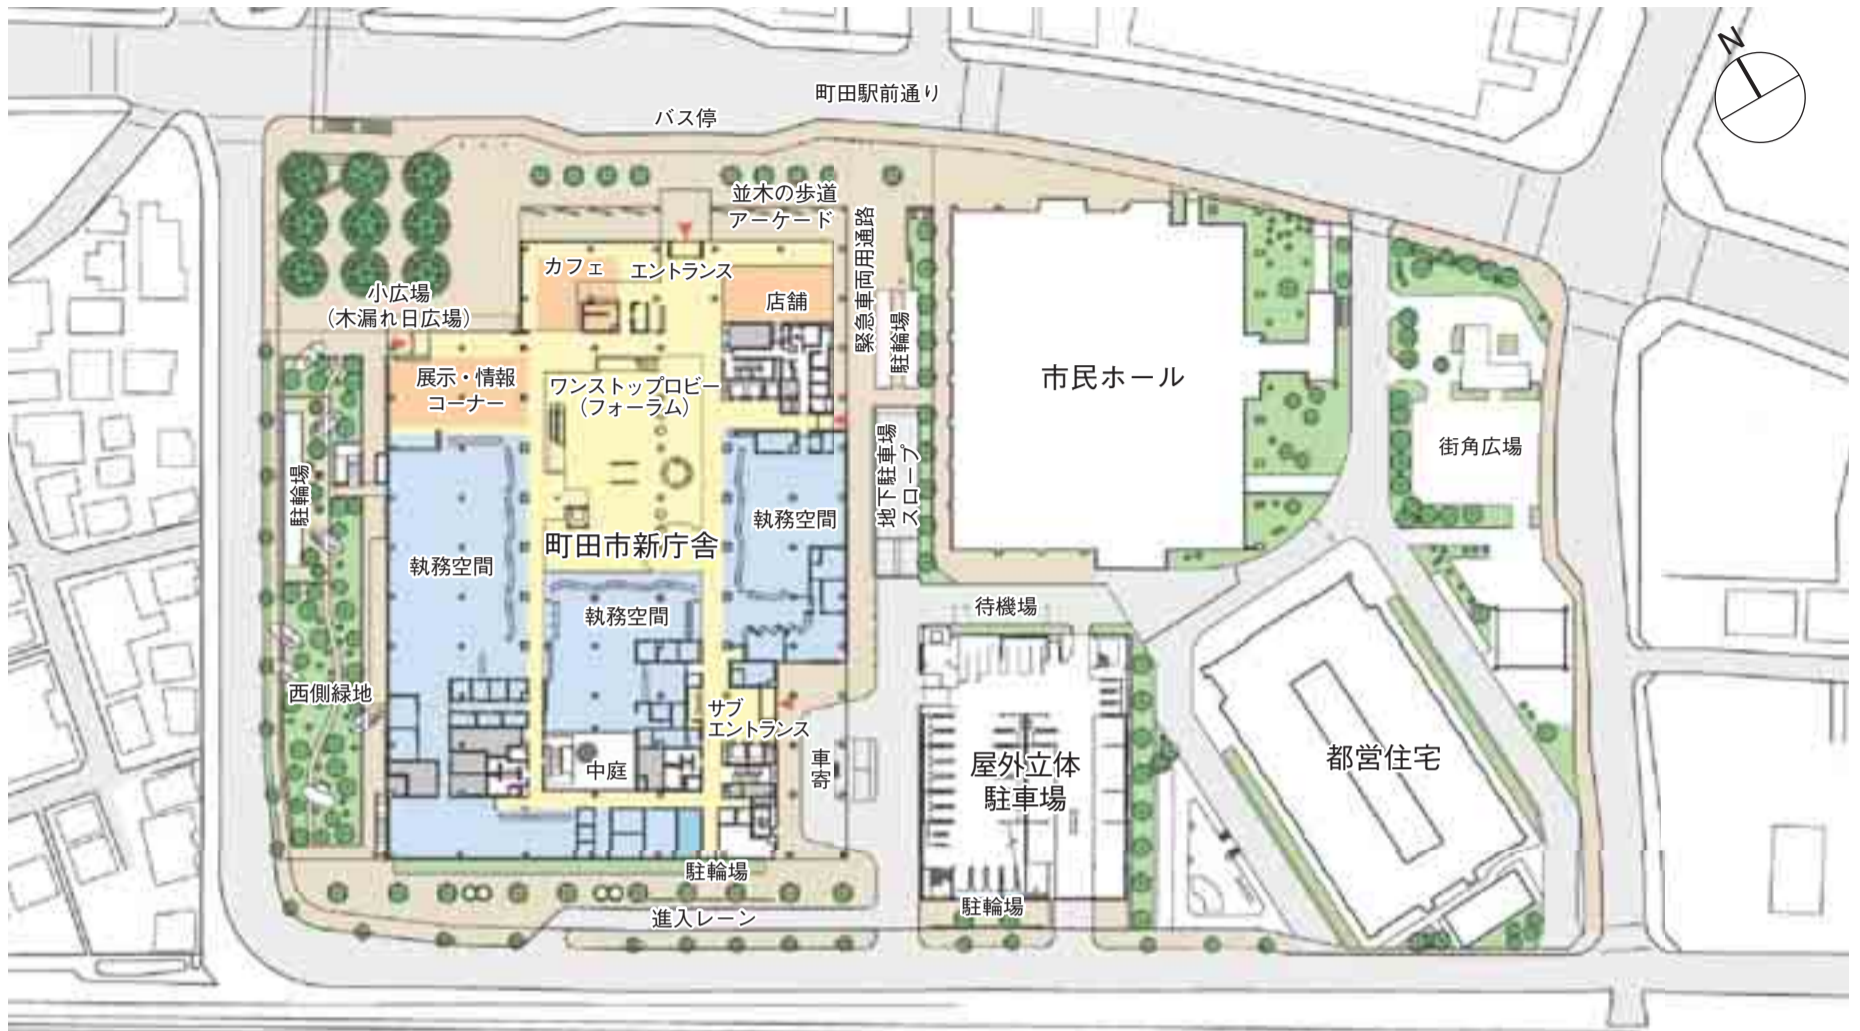 N
町田駅前通り
バス停
並木の歩道
アーケード
緊急車両用通路
カフェ
エントランス
店舗
小広場
（木漏れ日広場）
駐輪場
展示・情報
コーナー
ワンストップロビー
（フォーラム）
市民ホール
街角広場
地下駐車場
スロープ
駐輪場
執務空間
町田市新庁舎
執務空間
執務空間
待機場
西側緑地
サブ
エントランス
中庭
車寄
屋外立体
駐車場
都営住宅
駐輪場
駐輪場
進入レーン